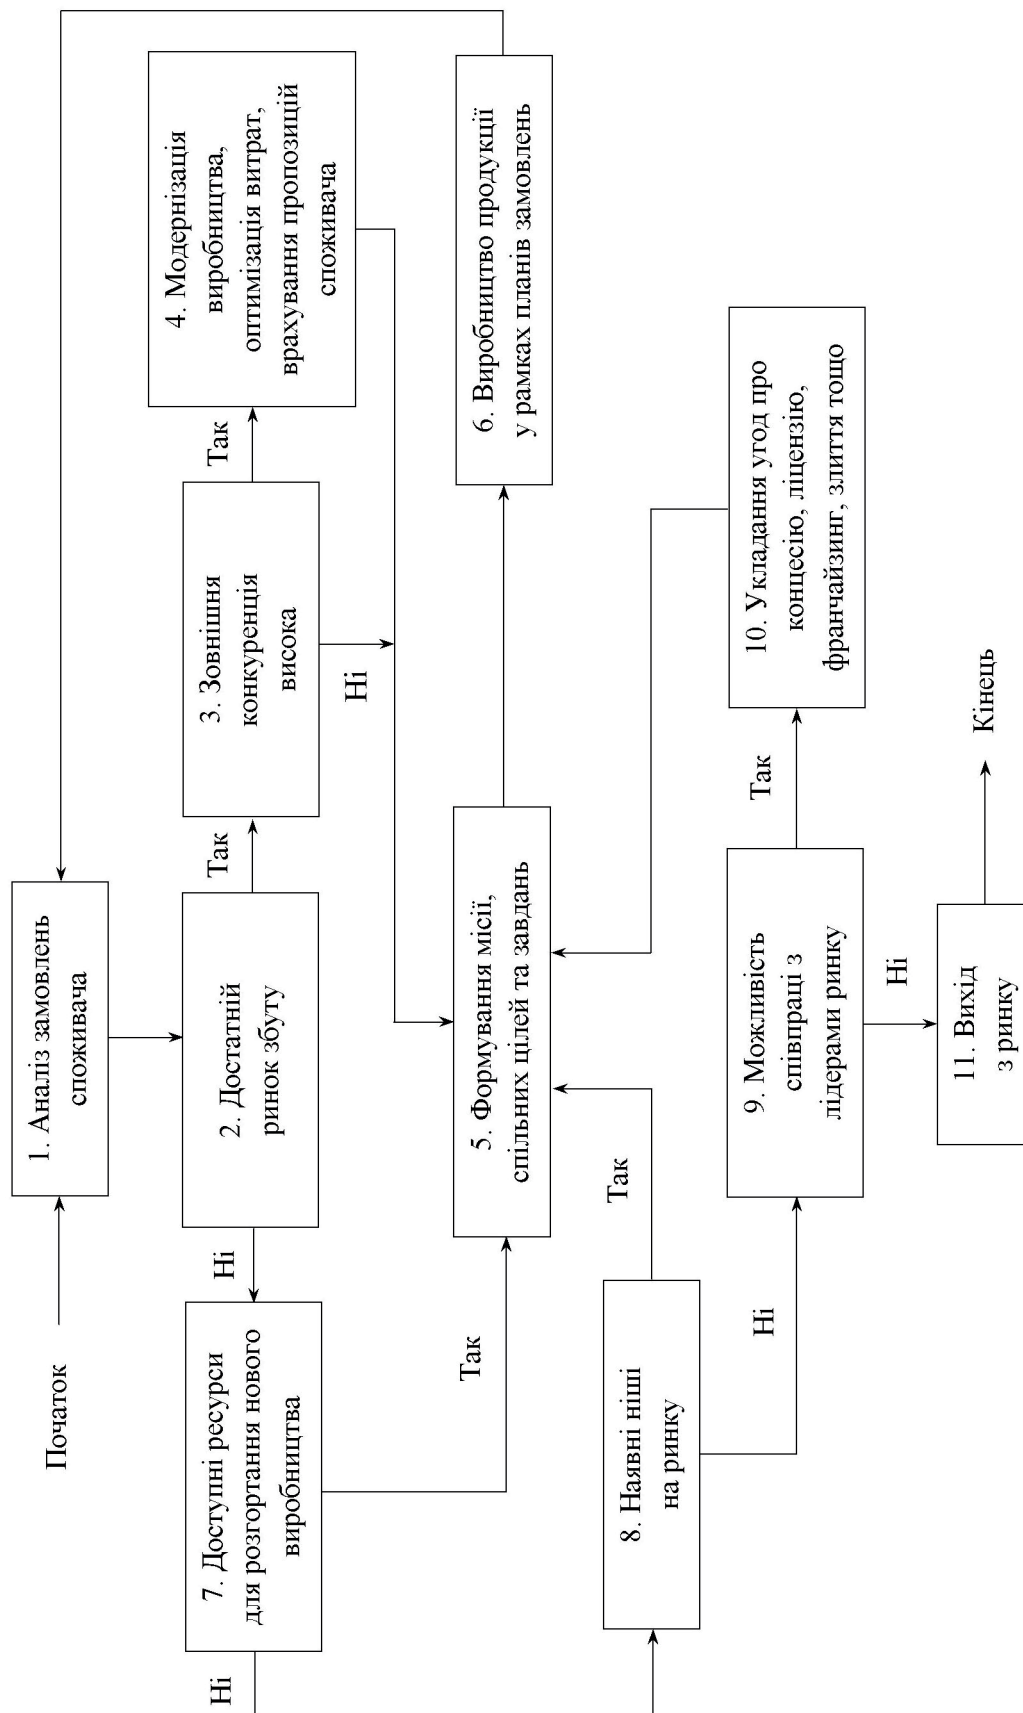 Початок
1. Аналіз замовлень
споживача
2. Достатній
ринок збуту
Так
3. Зовнішня
конкуренція
висока
Так
4. Модернізація
виробництва,
оптимізація витрат,
врахування пропозицій
споживача
Ні
Ні
7. Доступні ресурси
для розгортання нового
виробництва
Ні
Так
5. Формування місії,
спільних цілей та завдань
6. Виробництво продукції
у рамках планів замовлень
8. Наявні ніші
на ринку
Так
Ні
9. Можливість
співпраці з
лідерами ринку
Так
10. Укладання угод про
концесію, ліцензію,
франчайзинг, злиття тощо
Ні
11. Вихід
з ринку
Кінець